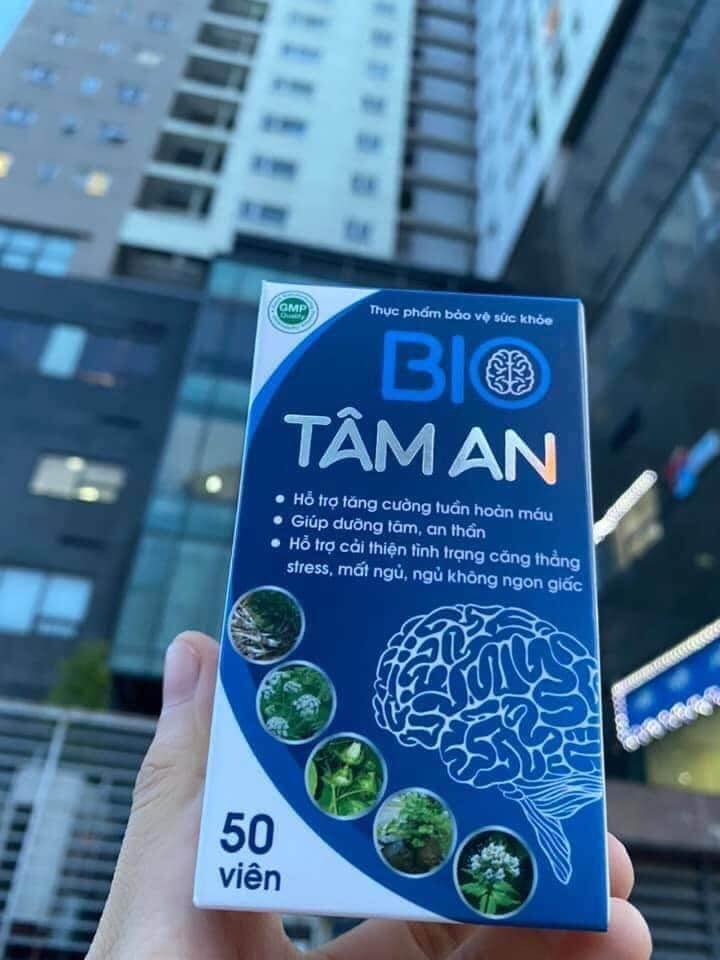 GMP
Quality
Thực phẩm bảo vệ sức khỏe
BIO
TÂM AN
Hỗ trợ tăng cường tuần hoàn máu
Giúp dưỡng tâm, an thần
Hỗ trợ cải thiện tình trạng căng thẳng
stress, mất ngủ, ngủ không ngon giấc
50
viên